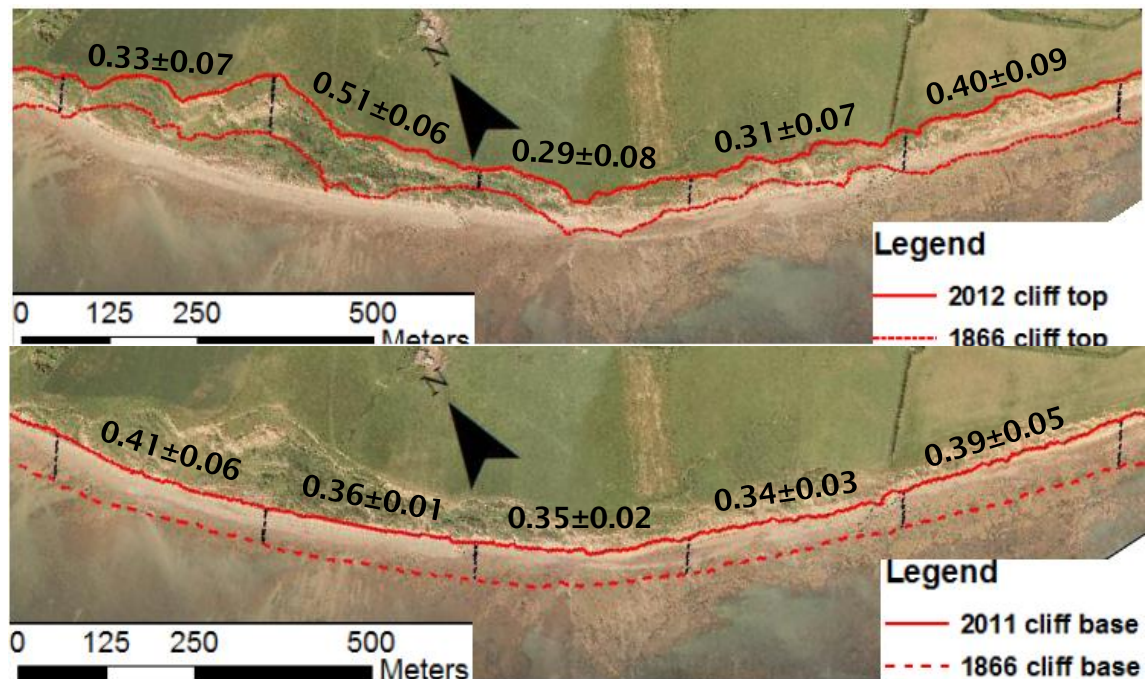 0.33±0.07
0.51±0.06
0.29±0.08
0.31±0.07
0.40±0.09
N
Legend
2012 cliff top
1866 cliff top
0 125 250 500
Meters
0.41±0.06
0.36±0.01
0.35±0.02
0.34±0.03
0.39±0.05
N
Legend
2011 cliff base
1866 cliff base
0 125 250 500
Meters